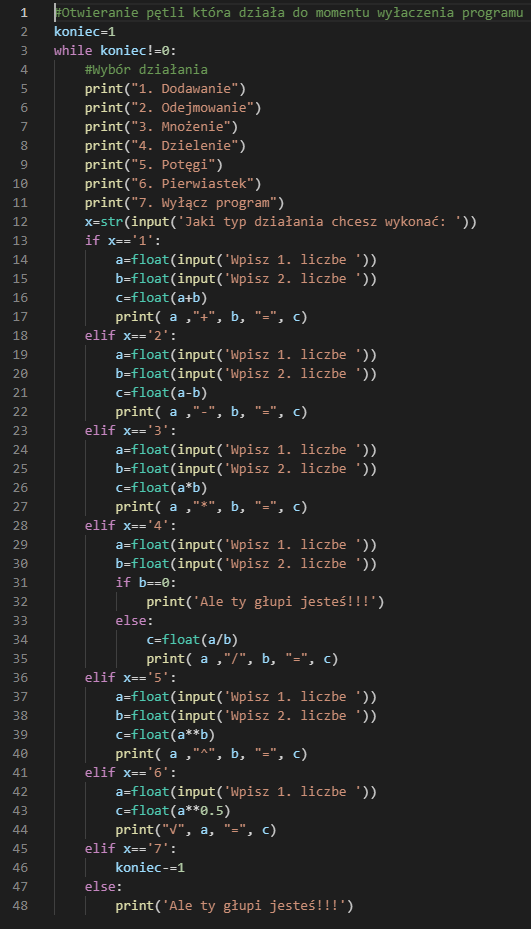 1 #Otwieranie pętli która działa do momentu wyłaczenia programu
2 koniec=1
3 while koniec!=0:
4     #Wybór działania
5     print("1. Dodawanie")
6     print("2. Odejmowanie")
7     print("3. Mnożenie")
8     print("4. Dzielenie")
9     print("5. Potęgi")
10     print("6. Pierwiastek")
11     print("7. Wyłącz program")
12     x=str(input('Jaki typ działania chcesz wykonać: '))
13     if x=='1':
14         a=float(input('Wpisz 1. liczbe '))
15         b=float(input('Wpisz 2. liczbe '))
16         c=float(a+b)
17         print( a ,"+", b, "=", c)
18     elif x=='2':
19         a=float(input('Wpisz 1. liczbe '))
20         b=float(input('Wpisz 2. liczbe '))
21         c=float(a-b)
22         print( a ,"-", b, "=", c)
23     elif x=='3':
24         a=float(input('Wpisz 1. liczbe '))
25         b=float(input('Wpisz 2. liczbe '))
26         c=float(a*b)
27         print( a ,"*", b, "=", c)
28     elif x=='4':
29         a=float(input('Wpisz 1. liczbe '))
30         b=float(input('Wpisz 2. liczbe '))
31         if b==0:
32             print('Ale ty głupi jesteś!!!')
33         else:
34             c=float(a/b)
35             print( a ,"/", b, "=", c)
36     elif x=='5':
37         a=float(input('Wpisz 1. liczbe '))
38         b=float(input('Wpisz 2. liczbe '))
39         c=float(a**b)
40         print( a ,"^", b, "=", c)
41     elif x=='6':
42         a=float(input('Wpisz 1. liczbe '))
43         c=float(a**0.5)
44         print("√", a, "=", c)
45     elif x=='7':
46         koniec-=1
47     else:
48         print('Ale ty głupi jesteś!!!')